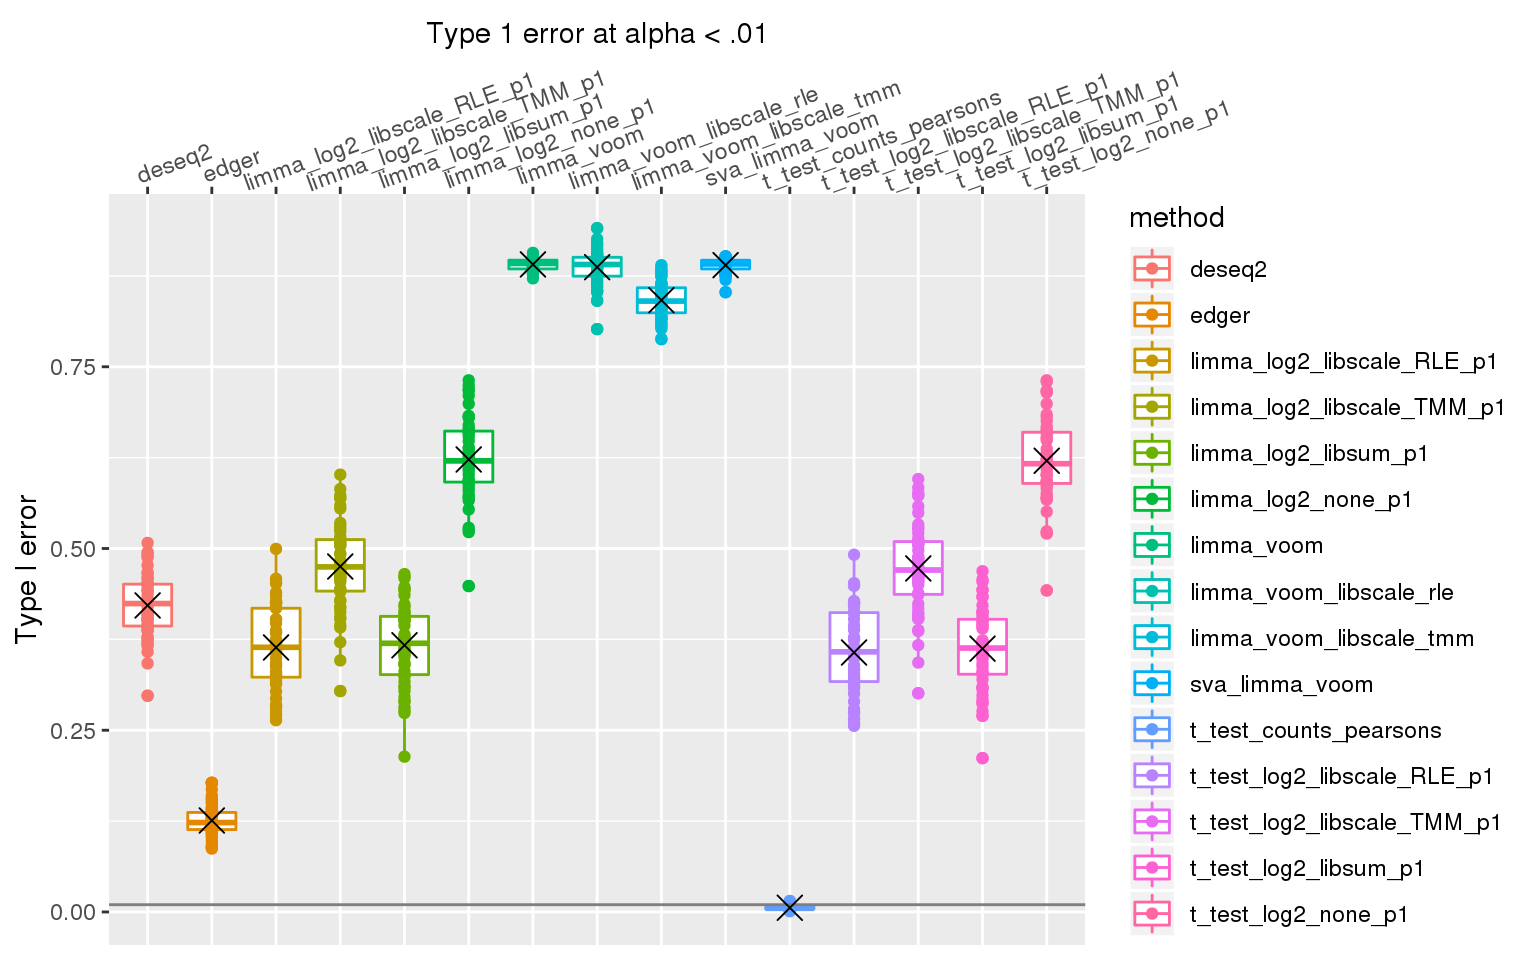 Type 1 error at alpha < .01
deseq2
edger
limma_log2_libscale_RLE_p1
limma_log2_libscale_TMM_p1
limma_log2_libsum_p1
limma_log2_none_p1
limma_voom
limma_voom_libscale_rle
limma_voom_libscale_tmm
sva_limma_voom
t_test_counts_pearsons
t_test_log2_libscale_RLE_p1
t_test_log2_libscale_TMM_p1
t_test_log2_libsum_p1
t_test_log2_none_p1
Type I error
0.75
0.50
0.25
0.00
method
deseq2
edger
limma_log2_libscale_RLE_p1
limma_log2_libscale_TMM_p1
limma_log2_libsum_p1
limma_log2_none_p1
limma_voom
limma_voom_libscale_rle
limma_voom_libscale_tmm
sva_limma_voom
t_test_counts_pearsons
t_test_log2_libscale_RLE_p1
t_test_log2_libscale_TMM_p1
t_test_log2_libsum_p1
t_test_log2_none_p1